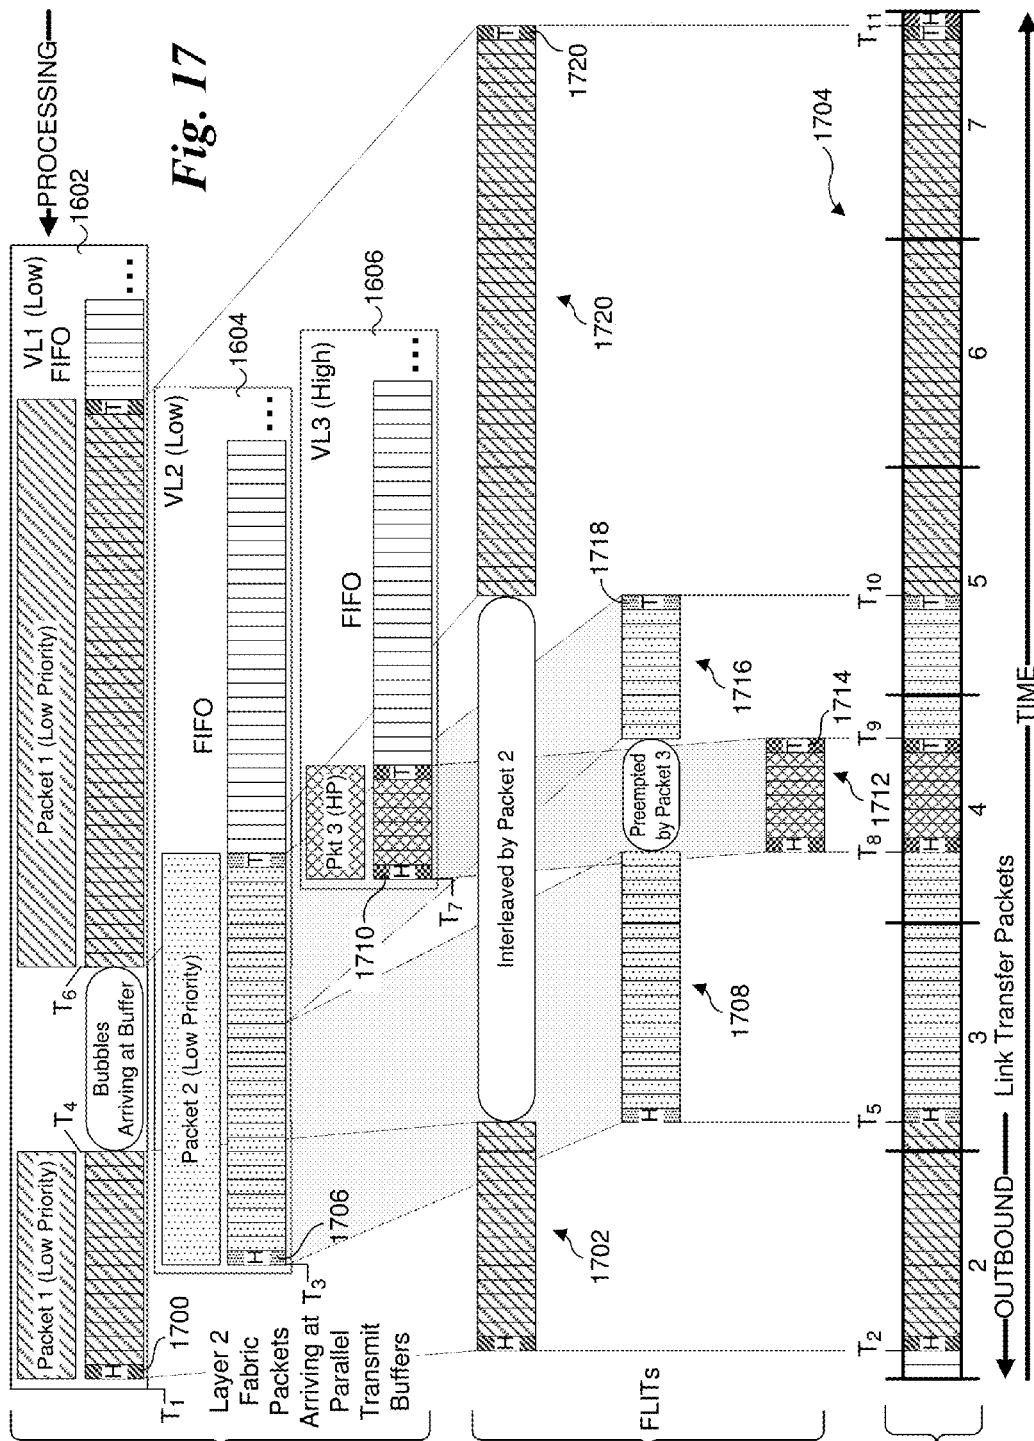 PROCESSING
1602
Fig. 17
VL1 (Low)
FIFO
...
Packet 1 (Low Priority)
Packet 1 (Low Priority)
T
H
T6
T4
Bubbles
Arriving at Buffer
1700
T1
1604
VL2 (Low)
FIFO
...
Packet 2 (Low Priority)
T
H
1706
T3
1606
VL3 (High)
FIFO
...
Pkt 3 (HP)
T
H
1710
T7
Layer 2
Fabric
Packets
Arriving at
Parallel
Transmit
Buffers
T
1720
1720
Interleaved by Packet 2
H
1702
FLITs
1718
T
1716
Preempted
by Packet 3
H
1708
1714
T
H
1712
1704
T2
T5
T8
T9
T10
T11
H
H
H
T
T
T
H
2
3
4
5
6
7
OUTBOUND
Link Transfer Packets
TIME